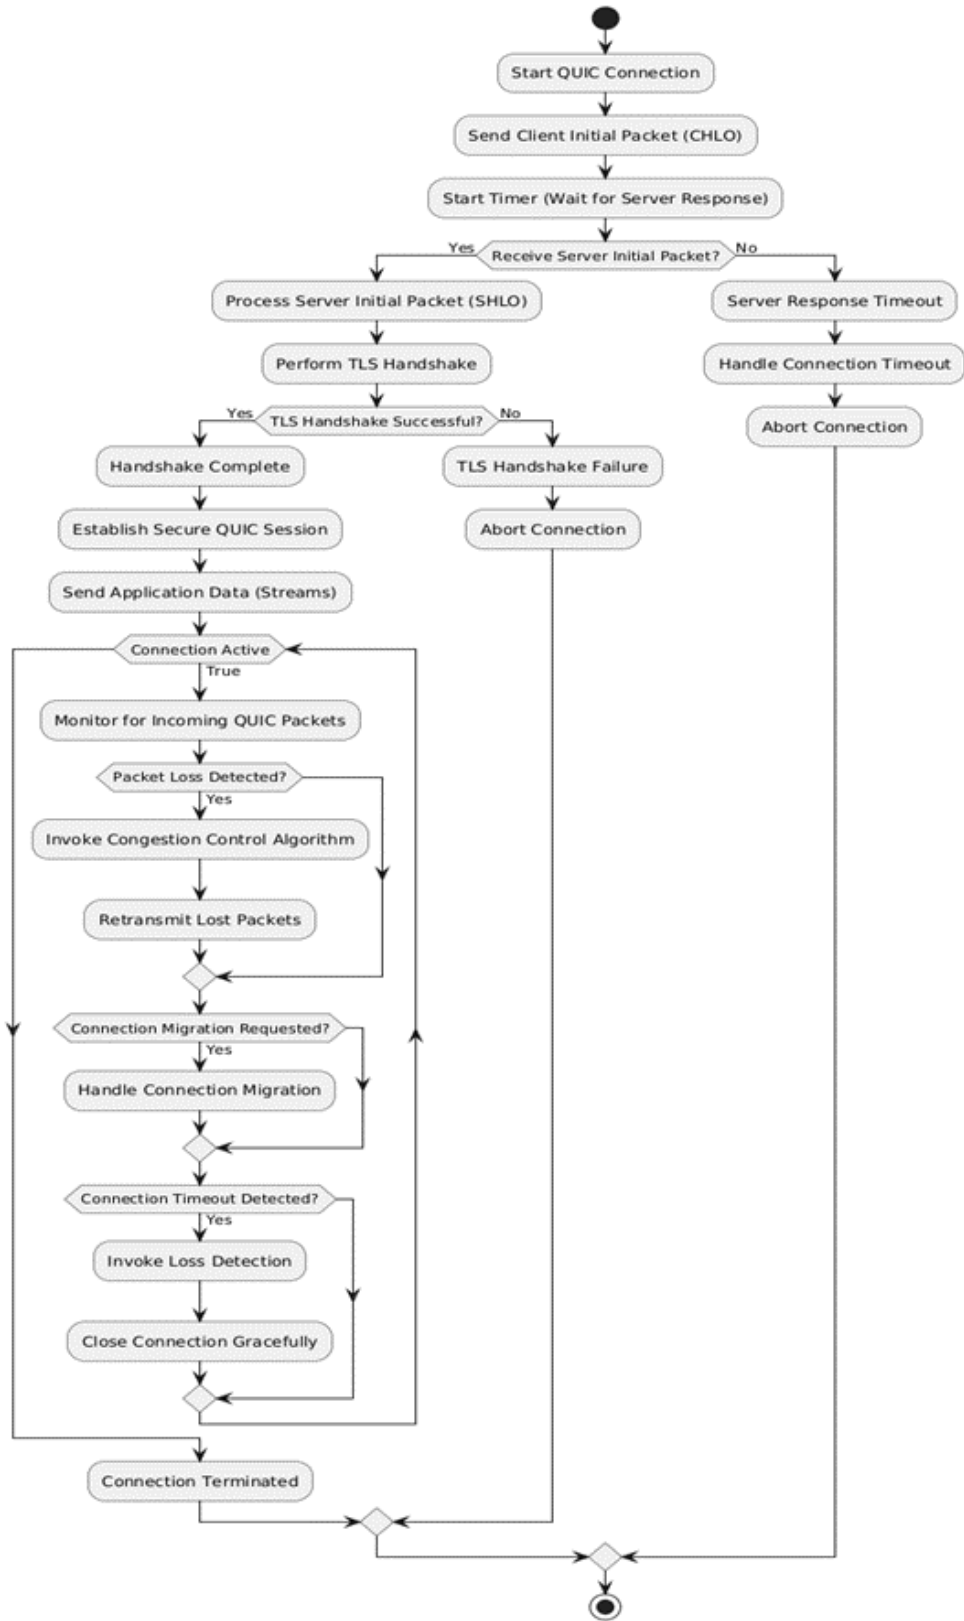 Start QUIC Connection
Send Client Initial Packet (CHLO)
Start Timer (Wait for Server Response)
Yes
Receive Server Initial Packet?
No
Process Server Initial Packet (SHLO)
Server Response Timeout
Perform TLS Handshake
Handle Connection Timeout
Yes
TLS Handshake Successful?
No
Abort Connection
Handshake Complete
TLS Handshake Failure
Establish Secure QUIC Session
Abort Connection
Send Application Data (Streams)
Connection Active
True
Monitor for Incoming QUIC Packets
Packet Loss Detected?
Yes
Invoke Congestion Control Algorithm
Retransmit Lost Packets
Connection Migration Requested?
Yes
Handle Connection Migration
Connection Timeout Detected?
Yes
Invoke Loss Detection
Close Connection Gracefully
Connection Terminated